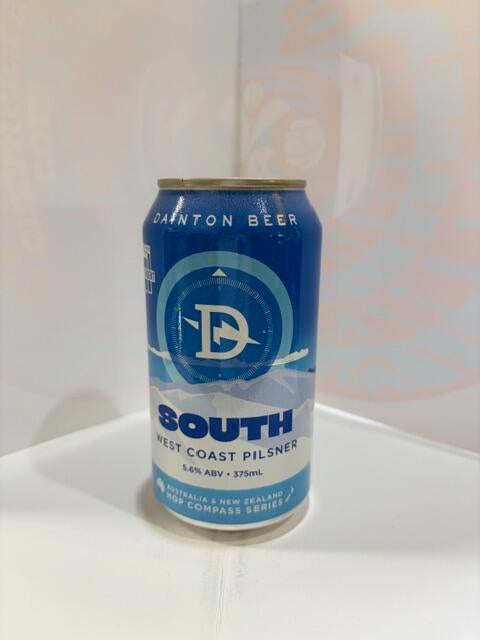 DAINTON BEER
D
SOUTH
WEST COAST PILSNER
5.6% ABV • 375mL
AUSTRALIA & NEW ZEALAND
HOP COMPASS SERIES